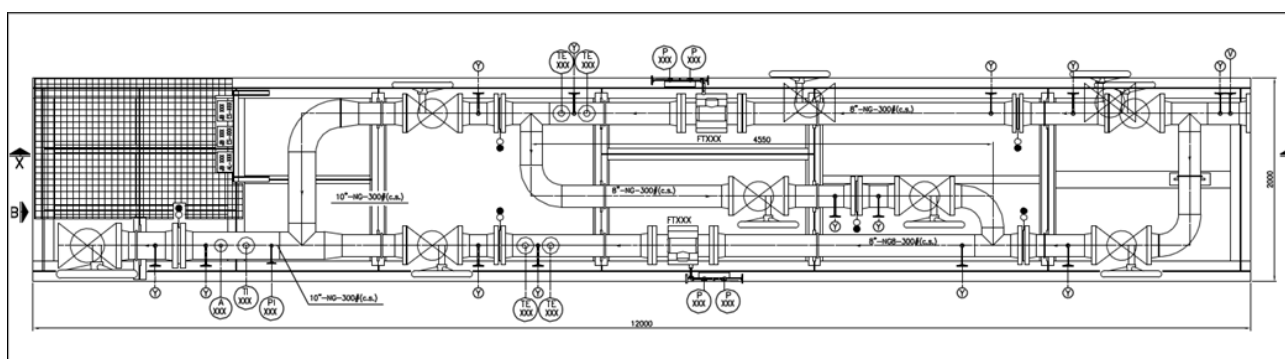 Y
TE
XXX
TE
XXX
P
XXX
P
XXX
Y
Y
Y
Y
V
8"-NG-300#(c.s.)
FTXXX
4550
X
2000
10"-NG-300#(c.s.)
8"-NG-300#(c.s.)
B
Y
Y
FTXXX
8"-NG8-300#(c.s.)
Y
Y
A
XXX
TI
XXX
PI
XXX
10"-NG-300#(c.s.)
Y
TE
XXX
Y
TE
XXX
P
XXX
P
XXX
Y
Y
12000